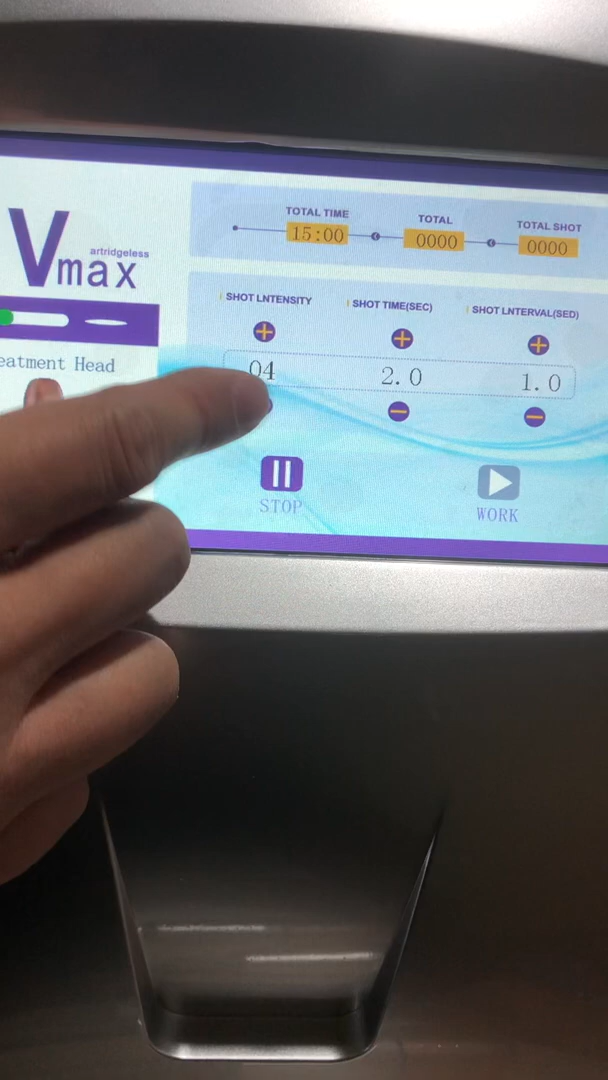 Vmax
artridgeless
eatment Head
TOTAL TIME
15:00
TOTAL
0000
TOTAL SHOT
0000
SHOT LNTENSITY
SHOT TIME(SEC)
SHOT LNTERVAL(SED)
04
2.0
1.0
STOP
WORK